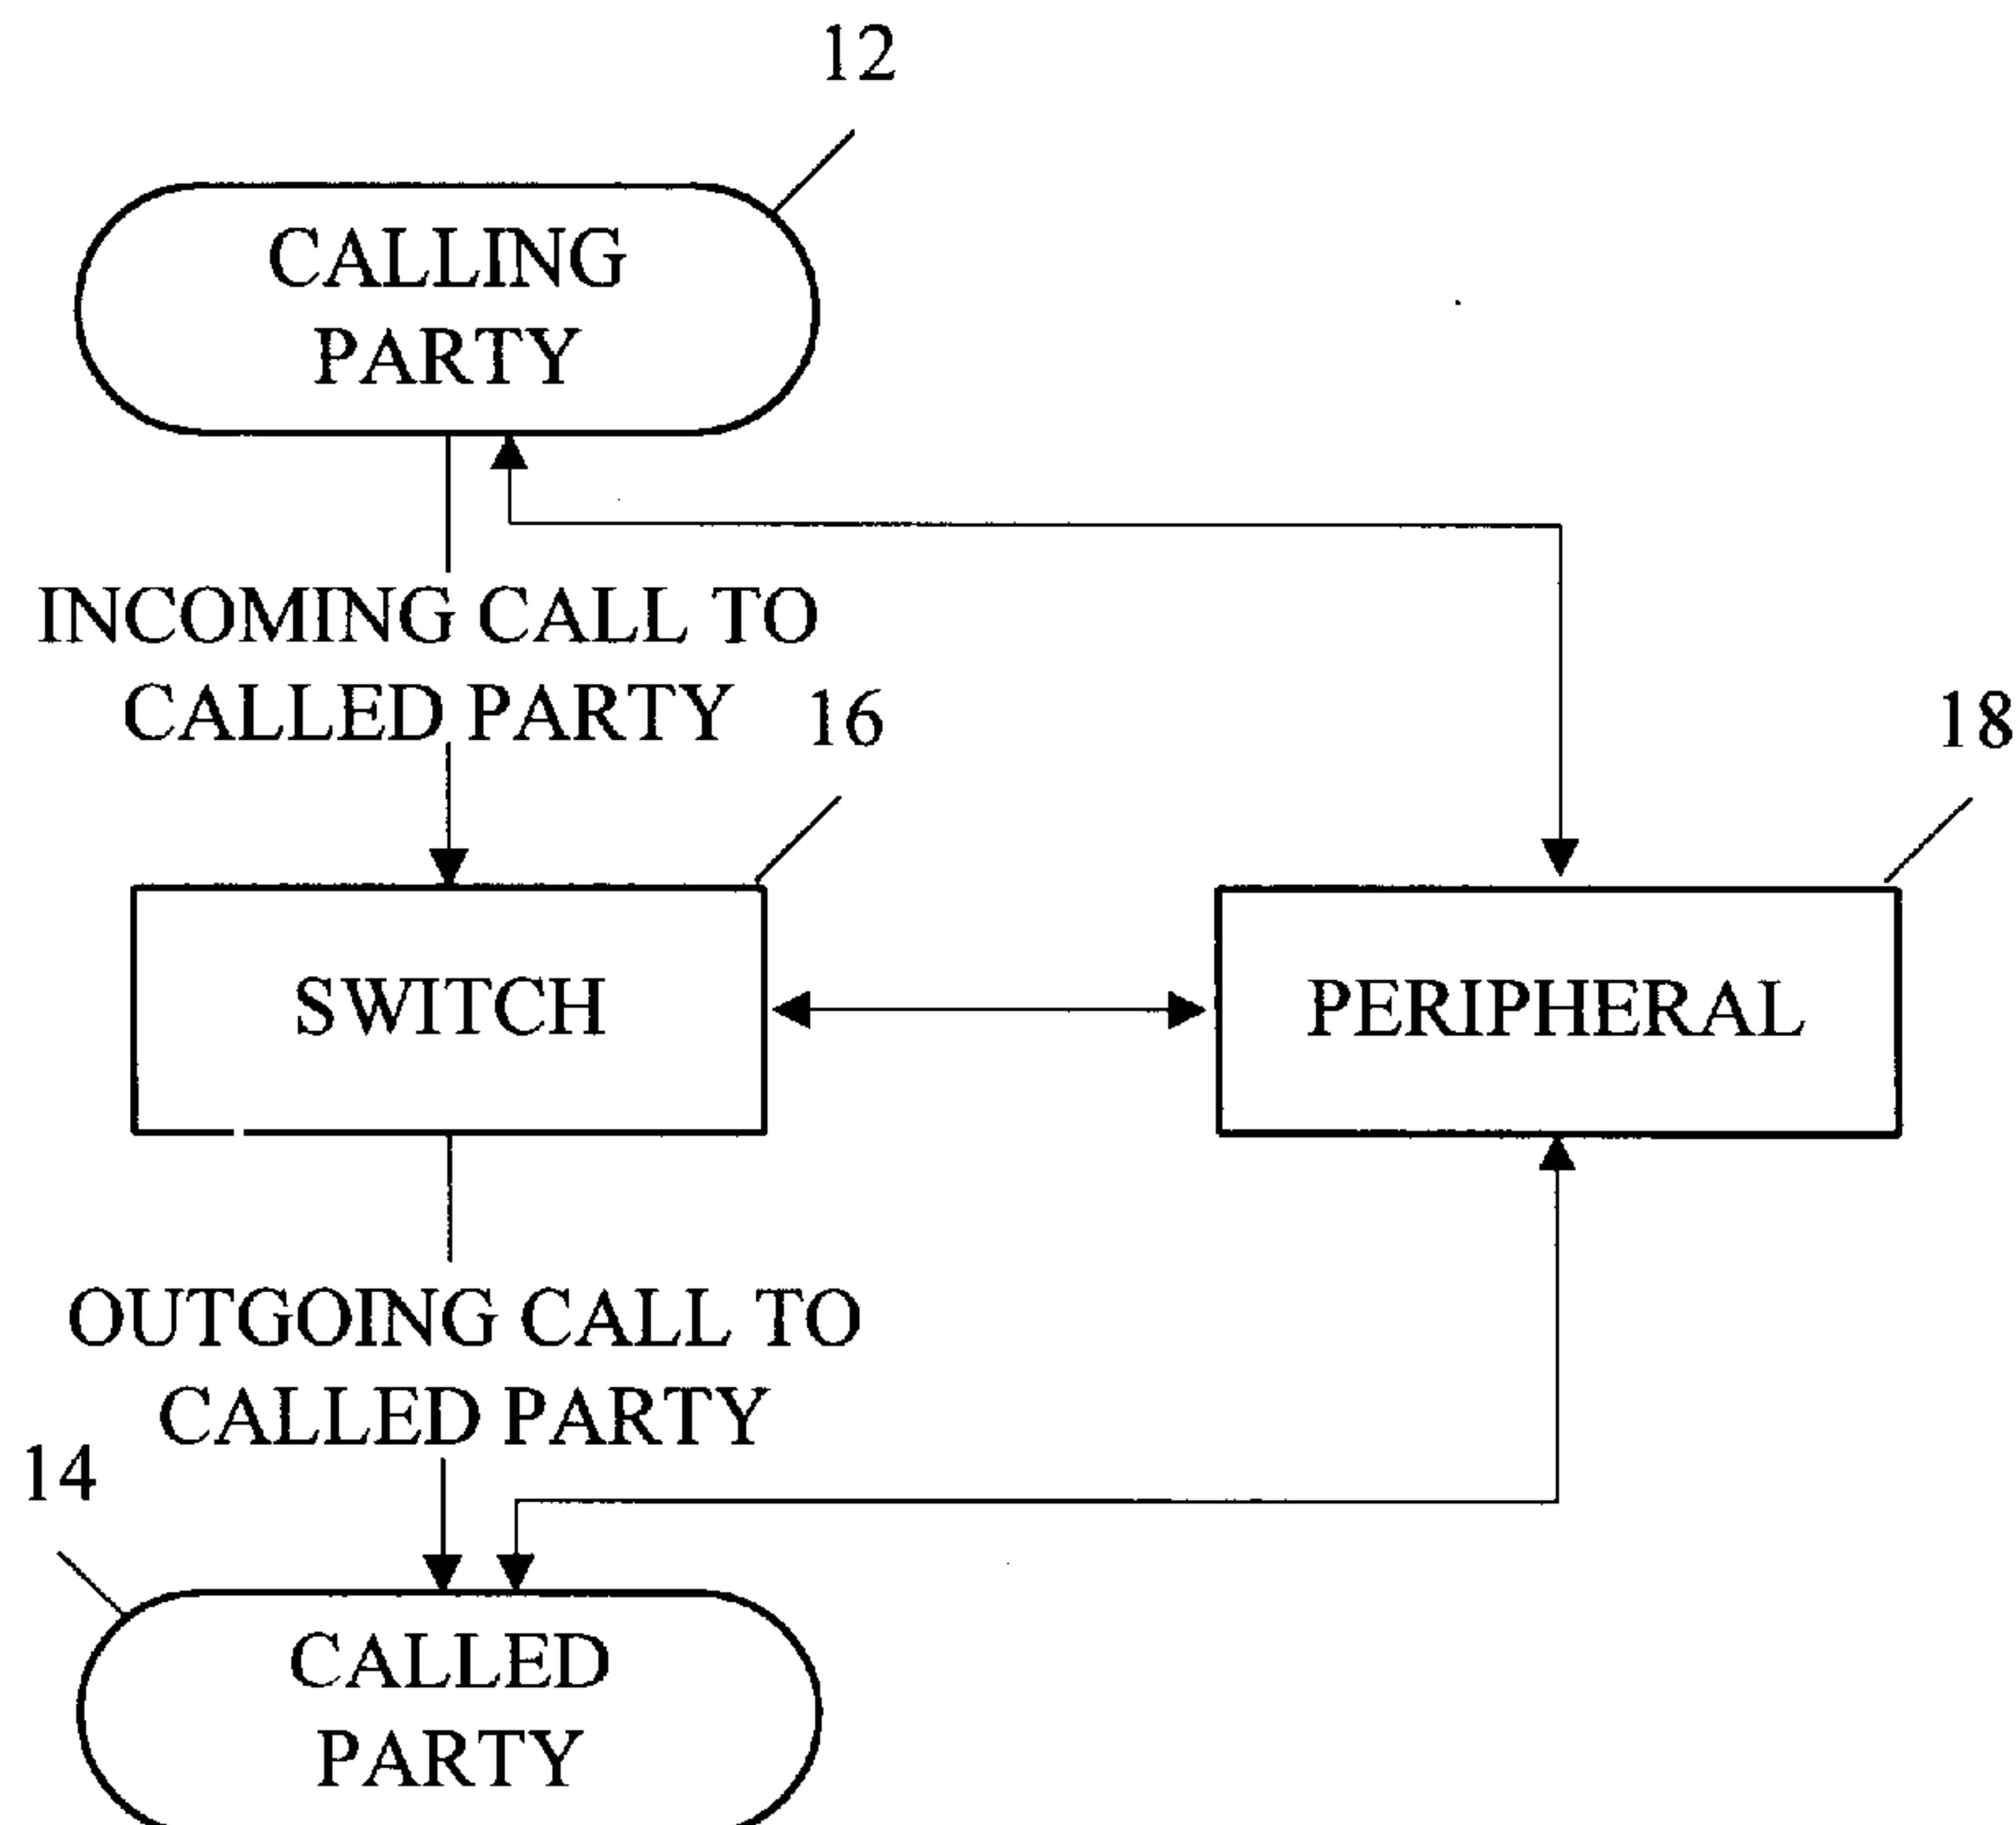 12
CALLING
PARTY
INCOMING CALL TO
CALLED PARTY
16
18
SWITCH
PERIPHERAL
OUTGOING CALL TO
CALLED PARTY
14
CALLED
PARTY